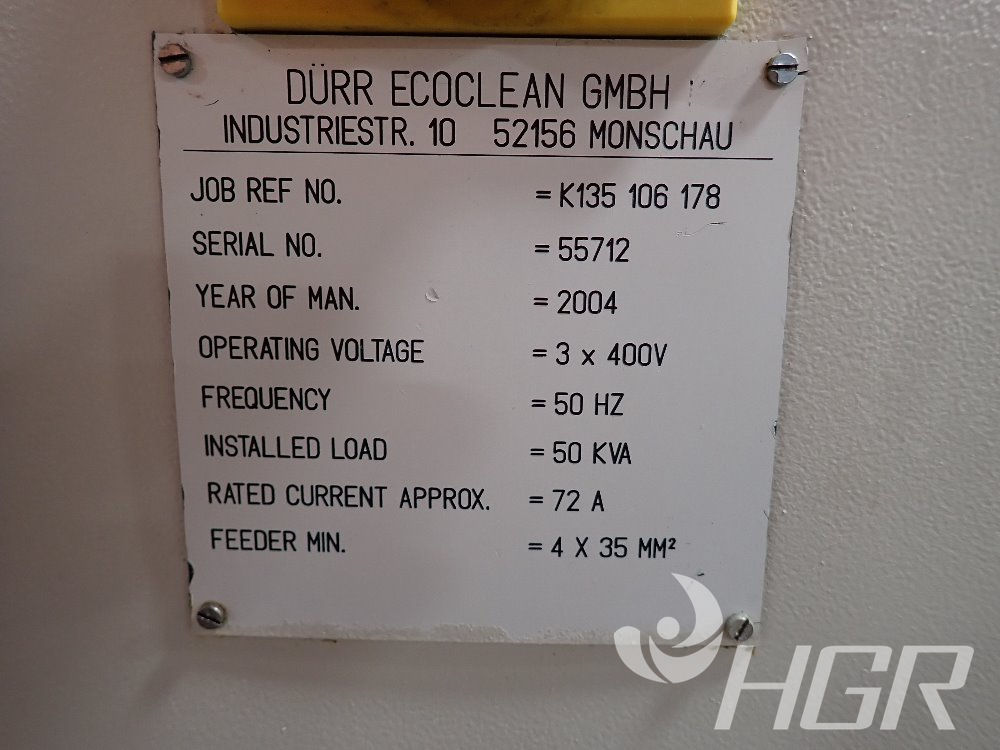 DÜRR ECOCLEAN GMBH
INDUSTRIESTR. 10 52156 MONSCHAU
JOB REF NO. = K135 106 178
SERIAL NO. = 55712
YEAR OF MAN. = 2004
OPERATING VOLTAGE = 3 x 400V
FREQUENCY = 50 HZ
INSTALLED LOAD = 50 KVA
RATED CURRENT APPROX. = 72 A
FEEDER MIN. = 4 X 35 MM²
HGR